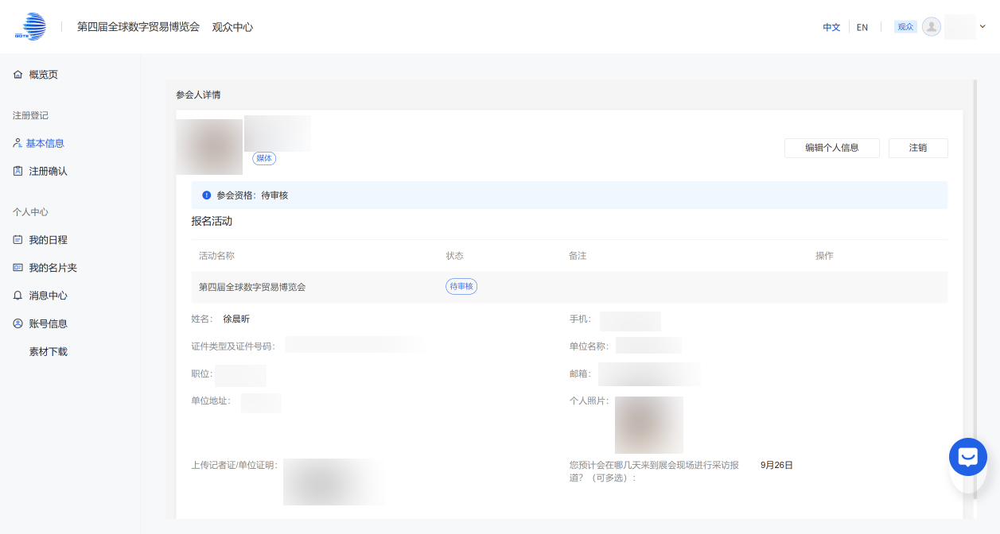 GDTE
第四届全球数字贸易博览会 观众中心
中文 EN 观众
概览页
注册登记
基本信息
注册确认
个人中心
我的日程
我的名片夹
消息中心
账号信息
素材下载
参会人详情
媒体
编辑个人信息 注销
参会资格：待审核
报名活动
活动名称 状态 备注 操作
第四届全球数字贸易博览会 待审核
姓名： 徐晨昕 手机：
证件类型及证件号码： 单位名称：
职位： 邮箱：
单位地址： 个人照片：
上传记者证/单位证明： 您预计会在哪几天来到展会现场进行采访报 9月26日
道？（可多选）：